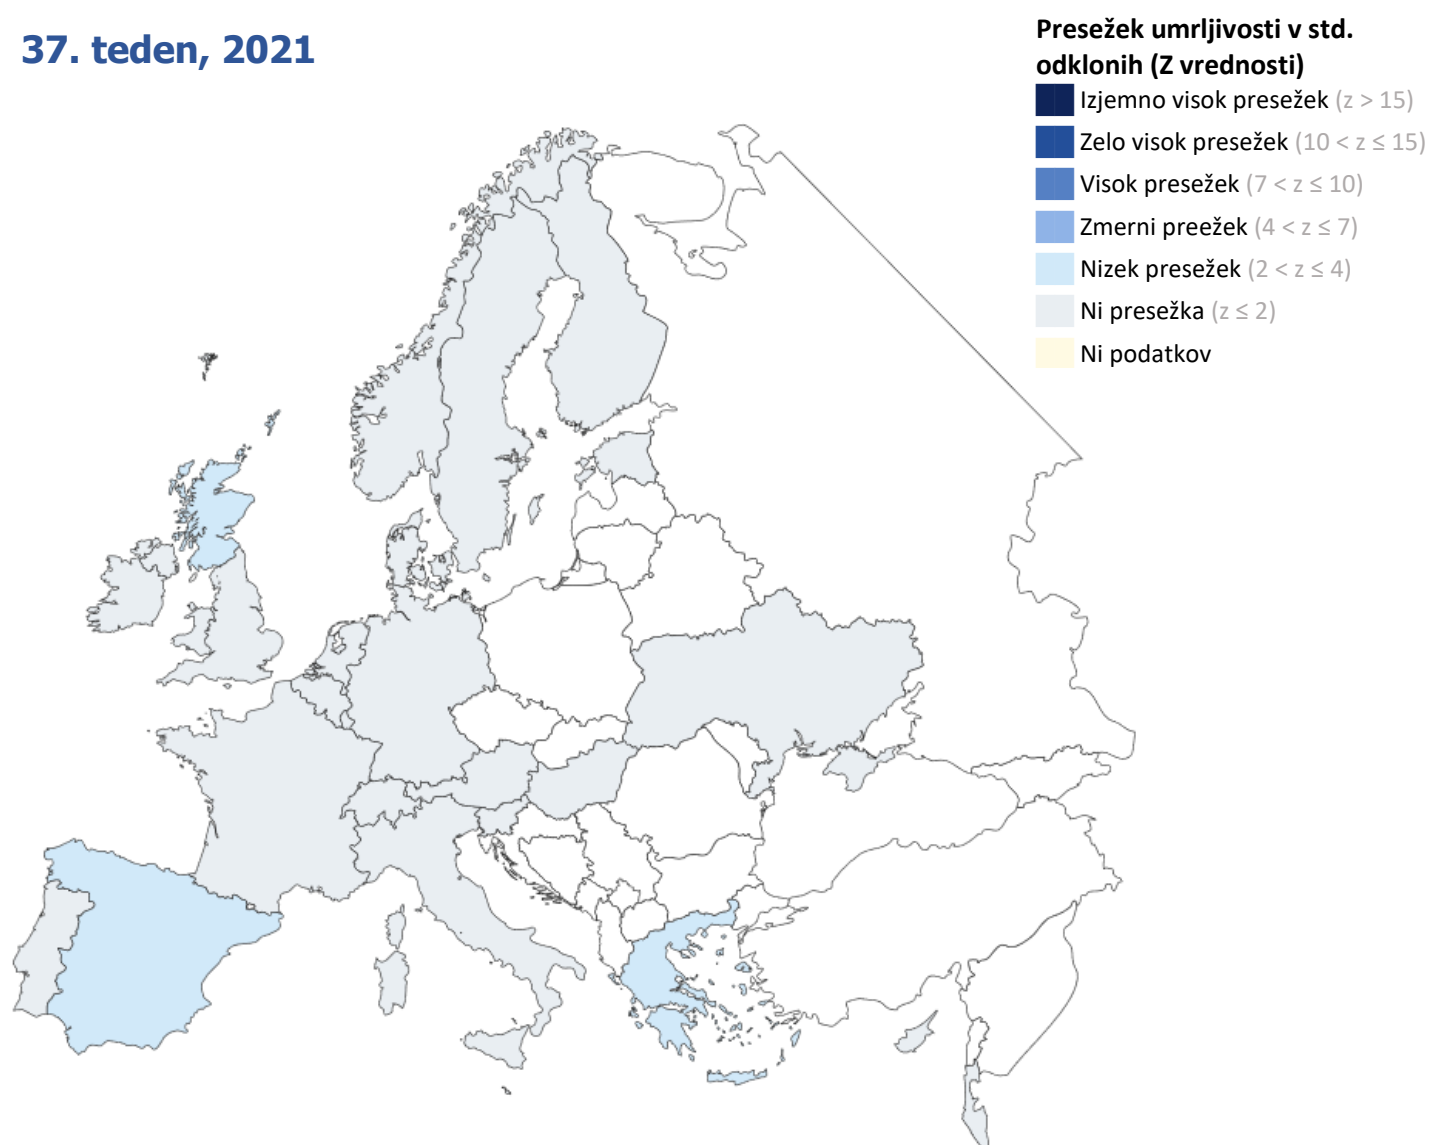 37. teden, 2021
Presežek umrljivosti v std.
odklonih (Z vrednosti)
Izjemno visok presežek (z > 15)
Zelo visok presežek (10 < z ≤ 15)
Visok presežek (7 < z ≤ 10)
Zmerni preežek (4 < z ≤ 7)
Nizek presežek (2 < z ≤ 4)
Ni presežka (z ≤ 2)
Ni podatkov